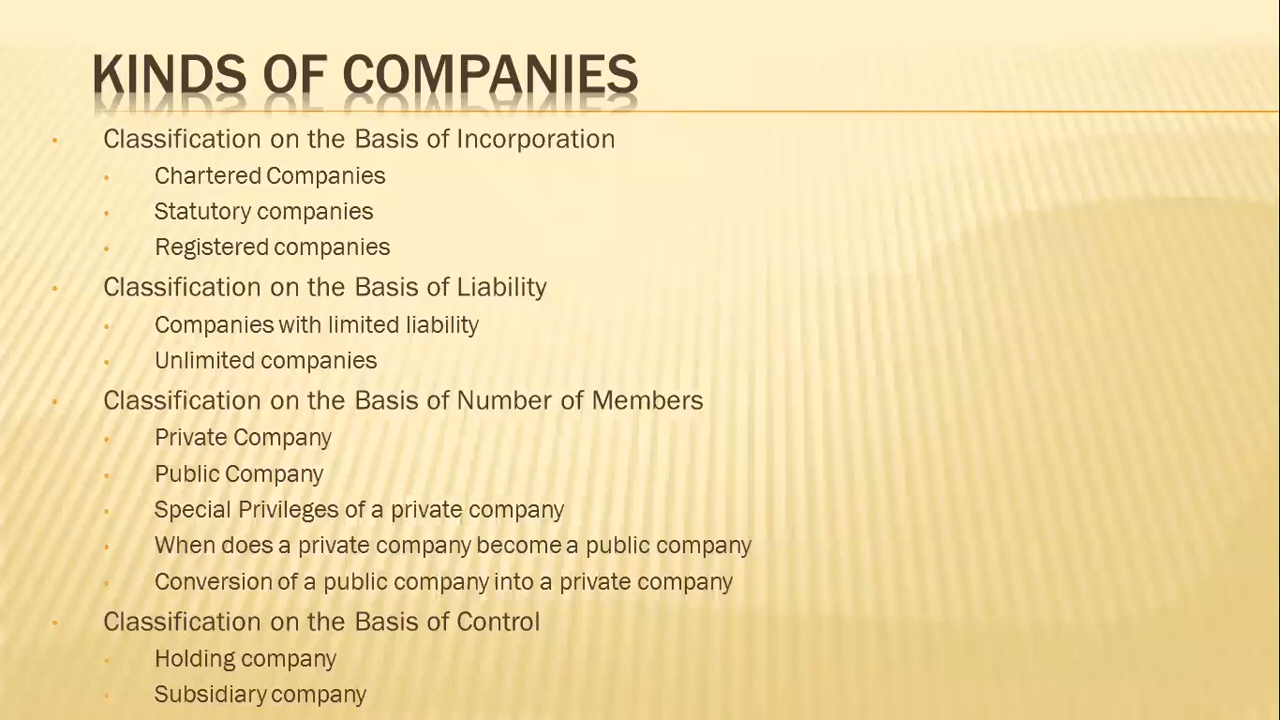 KINDS OF COMPANIES
Classification on the Basis of Incorporation
Chartered Companies
Statutory companies
Registered companies
Classification on the Basis of Liability
Companies with limited liability
Unlimited companies
Classification on the Basis of Number of Members
Private Company
Public Company
Special Privileges of a private company
When does a private company become a public company
Conversion of a public company into a private company
Classification on the Basis of Control
Holding company
Subsidiary company